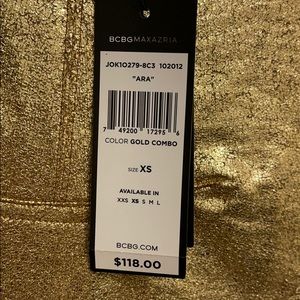 BCBGMAXAZRIA
JOK1O279-8C3 102012
"ARA"
7 49200 17295 6
COLOR GOLD COMBO
SIZE XS
AVAILABLE IN
XXS XS S M L
BCBG.COM
$118.00